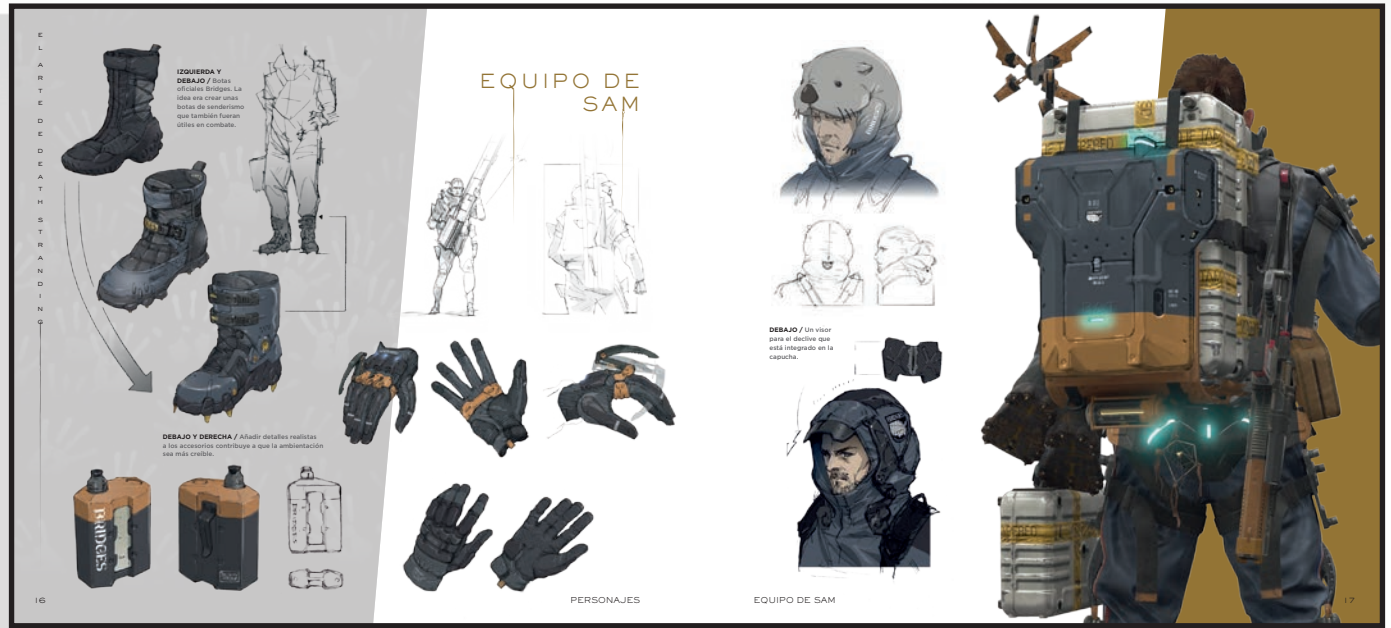 EL ARTE DE DEATH STRANDING
IZQUIERDA Y
DEBAJO / Botas
oficiales Bridges. La
idea era crear unas
botas de senderismo
que también fueran
útiles en combate.
EQUIPO DE
SAM
BRIDGES
DEBAJO / Un visor
para el declive que
está integrado en la
capucha.
DEBAJO Y DERECHA / Añadir detalles realistas
a los accesorios contribuye a que la ambientación
sea más creíble.
BRIDGES
16
PERSONAJES
EQUIPO DE SAM
17